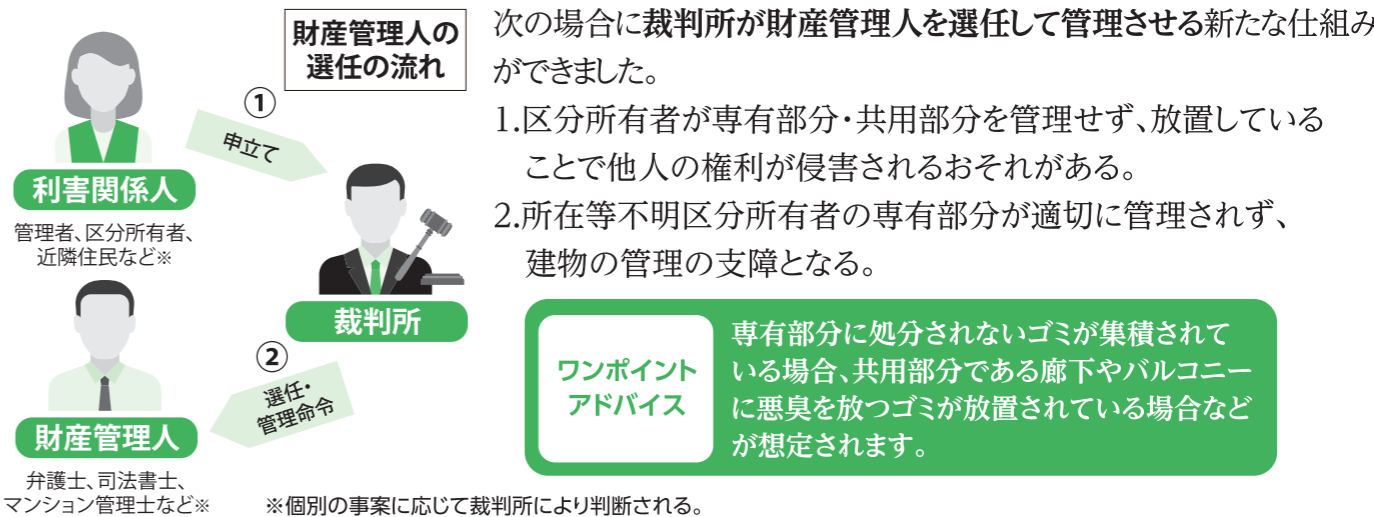 財産管理人の
選任の流れ
①
申立て
利害関係人
管理者、区分所有者、
近隣住民など※
裁判所
②
選任・
管理命令
財産管理人
弁護士、司法書士、
マンション管理士など※
次の場合に裁判所が財産管理人を選任して管理させる新たな仕組み
ができました。
1.区分所有者が専有部分・共用部分を管理せず、放置している
ことで他人の権利が侵害されるおそれがある。
2.所在等不明区分所有者の専有部分が適切に管理されず、
建物の管理の支障となる。
ワンポイント
アドバイス
専有部分に処分されないゴミが集積されて
いる場合、共用部分である廊下やバルコニー
に悪臭を放つゴミが放置されている場合など
が想定されます。
※個別の事案に応じて裁判所により判断される。